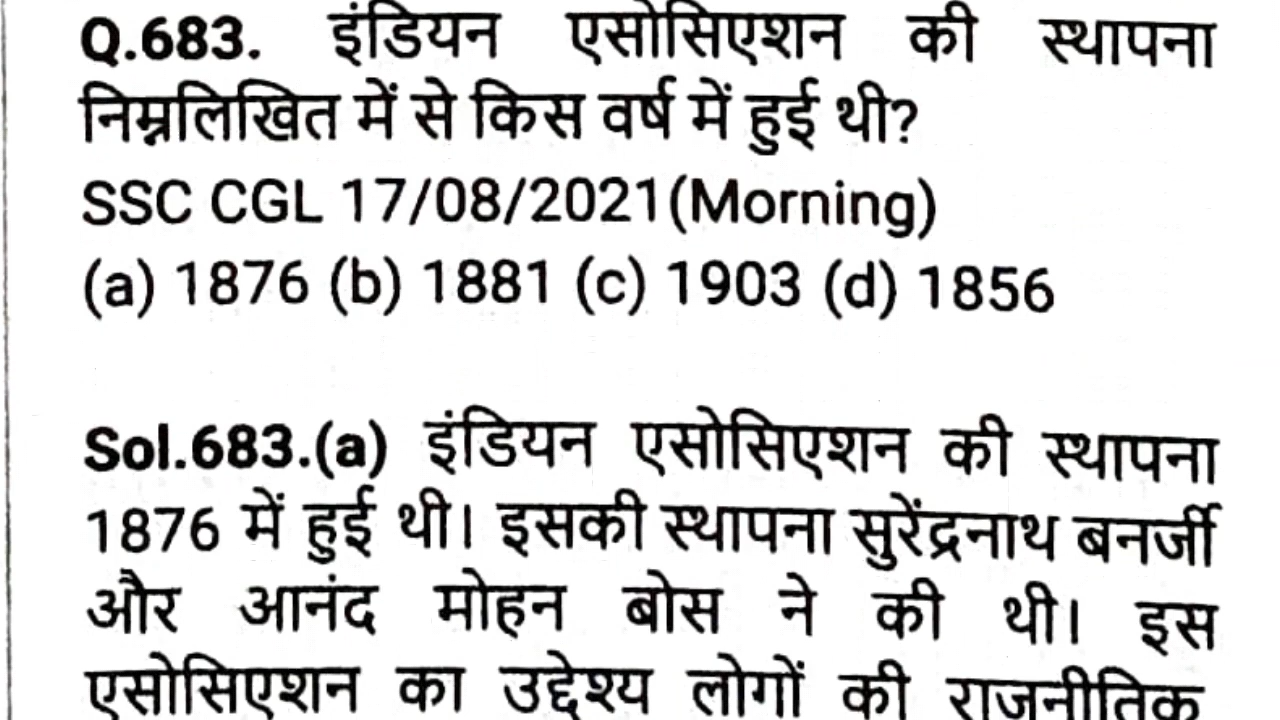 Q.683. इंडियन एसोसिएशन की स्थापना
निम्नलिखित में से किस वर्ष में हुई थी?
SSC CGL 17/08/2021(Morning)
(a) 1876 (b) 1881 (c) 1903 (d) 1856
Sol.683.(a) इंडियन एसोसिएशन की स्थापना
1876 में हुई थी। इसकी स्थापना सुरेंद्रनाथ बनर्जी
और आनंद मोहन बोस ने की थी। इस
एसोसिएशन का उद्देश्य लोगों की राजनीतिक